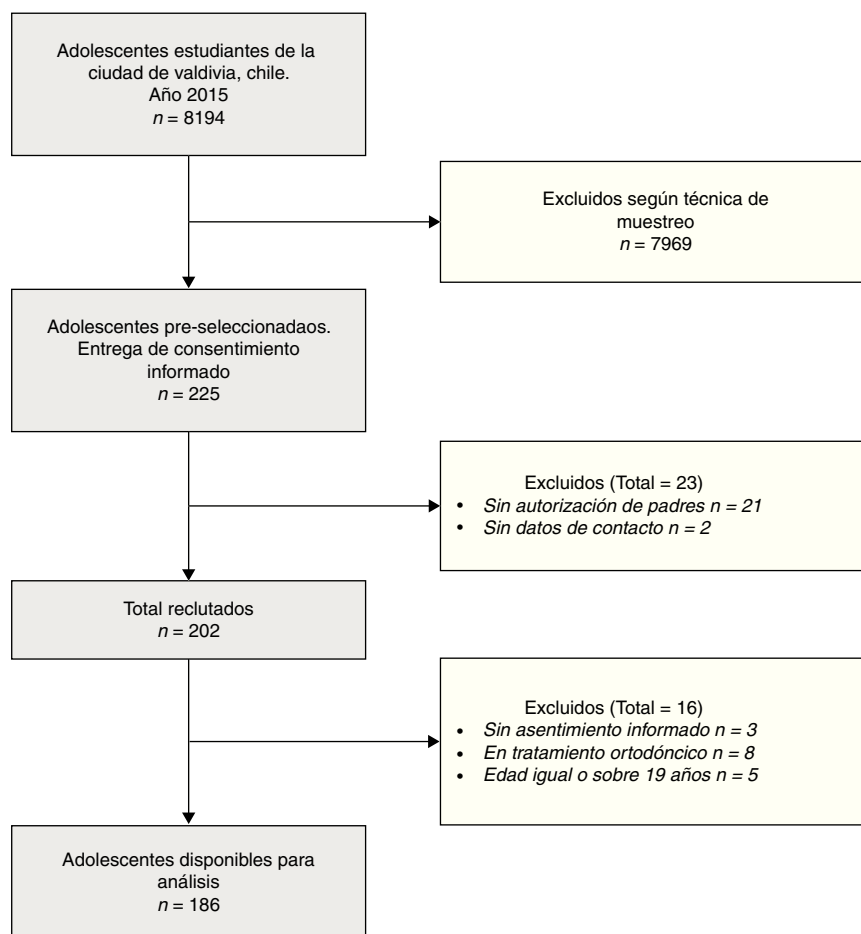 Adolescentes estudiantes de la
ciudad de valdivia, chile.
Año 2015
n = 8194
Excluidos según técnica de
muestreo
n = 7969
Adolescentes pre-seleccionadaos.
Entrega de consentimiento
informado
n = 225
Excluidos (Total = 23)
• Sin autorización de padres n = 21
• Sin datos de contacto n = 2
Total reclutados
n = 202
Excluidos (Total = 16)
• Sin asentimiento informado n = 3
• En tratamiento ortodóncico n = 8
• Edad igual o sobre 19 años n = 5
Adolescentes disponibles para
análisis
n = 186